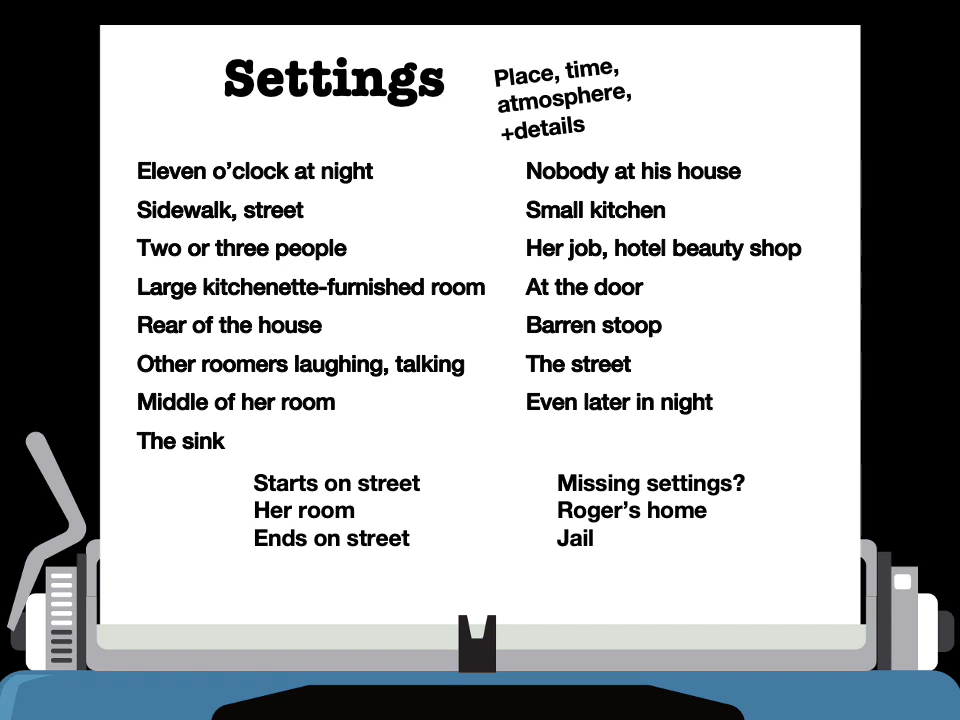 Settings
Place, time,
atmosphere,
+details
Eleven o’clock at night
Sidewalk, street
Two or three people
Large kitchenette-furnished room
Rear of the house
Other roomers laughing, talking
Middle of her room
The sink
Nobody at his house
Small kitchen
Her job, hotel beauty shop
At the door
Barren stoop
The street
Even later in night
Starts on street
Her room
Ends on street
Missing settings?
Roger’s home
Jail